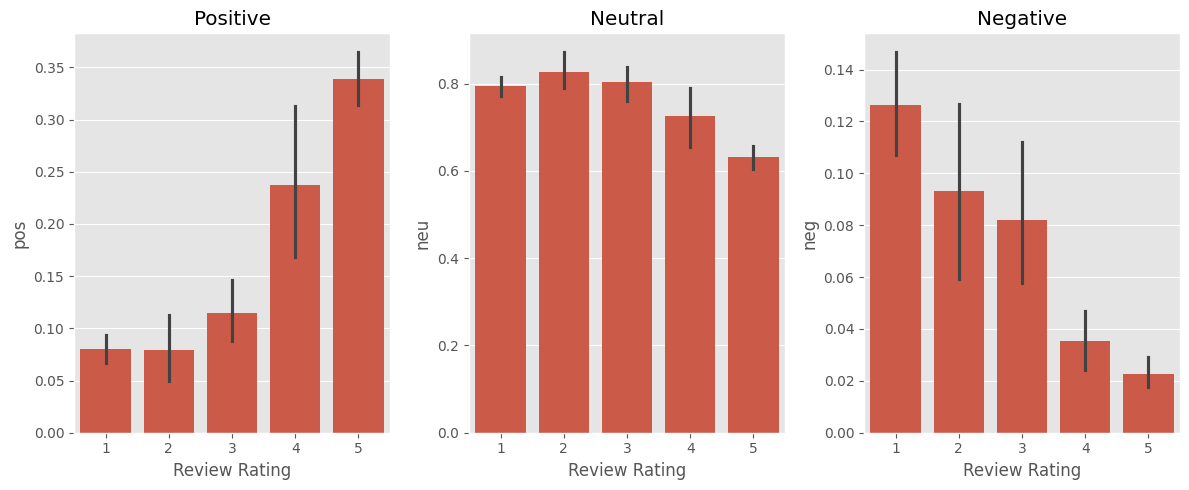 Positive
Neutral
Negative
pos
0.35
0.30
0.25
0.20
0.15
0.10
0.05
0.00
1 2 3 4 5
Review Rating
neu
0.8
0.6
0.4
0.2
0.0
1 2 3 4 5
Review Rating
neg
0.14
0.12
0.10
0.08
0.06
0.04
0.02
0.00
1 2 3 4 5
Review Rating